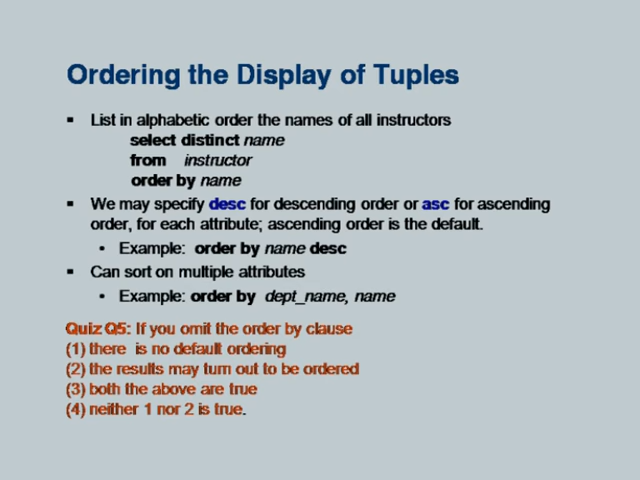 Ordering the Display of Tuples
▪ List in alphabetic order the names of all instructors
select distinct name
from instructor
order by name
▪ We may specify desc for descending order or asc for ascending
order, for each attribute; ascending order is the default.
• Example: order by name desc
▪ Can sort on multiple attributes
• Example: order by dept_name, name
Quiz Q5: If you omit the order by clause
(1) there is no default ordering
(2) the results may turn out to be ordered
(3) both the above are true
(4) neither 1 nor 2 is true.